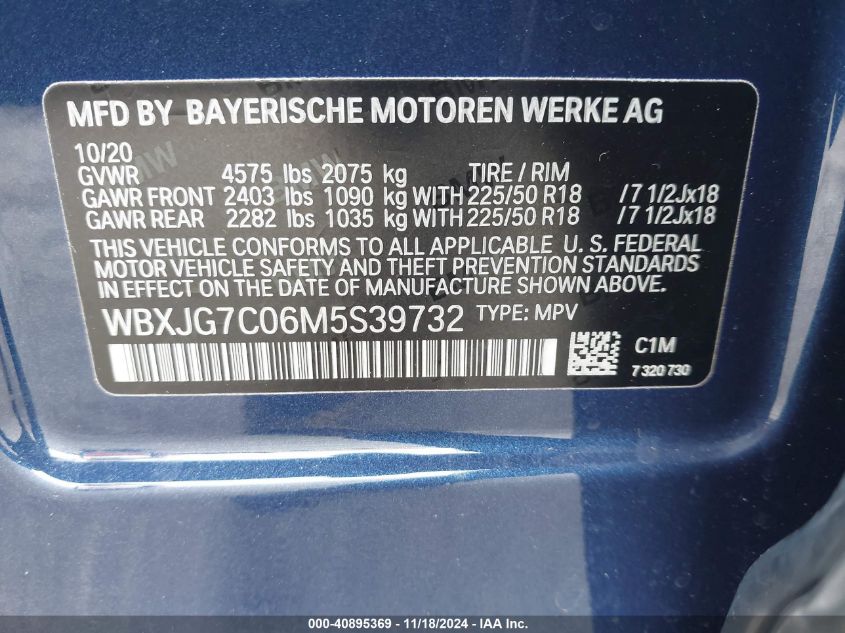 MFD BY BAYERISCHE MOTOREN WERKE AG
10/20
GVWR 4575 lbs 2075 kg TIRE / RIM
GAWR FRONT 2403 lbs 1090 kg WITH 225/50 R18 /7 1/2Jx18
GAWR REAR 2282 lbs 1035 kg WITH 225/50 R18 /7 1/2Jx18
THIS VEHICLE CONFORMS TO ALL APPLICABLE U. S. FEDERAL
MOTOR VEHICLE SAFETY AND THEFT PREVENTION STANDARDS
IN EFFECT ON THE DATE OF MANUFACTURE SHOWN ABOVE.
WBXJG7C06M5S39732 TYPE: MPV
C1M
7 320 730
000-40895369 - 11/18/2024 - IAA Inc.